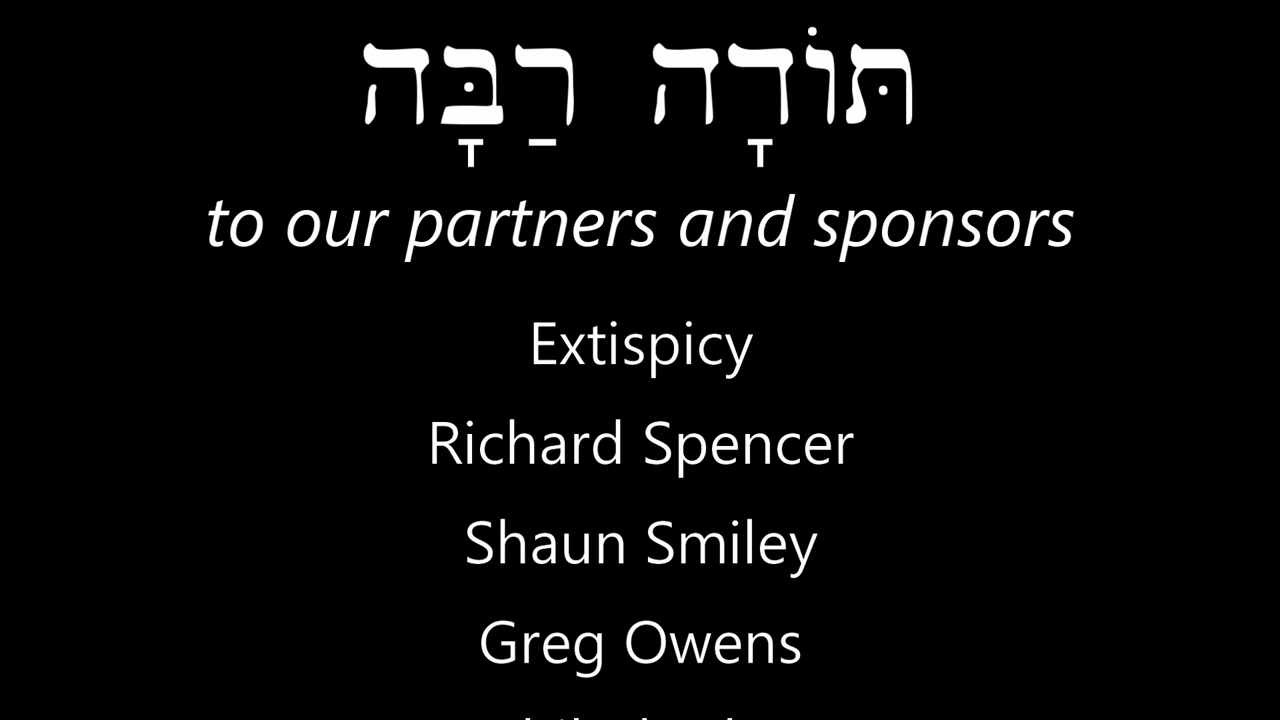 תּוֹדָה רַבָּה
to our partners and sponsors
Extispicy
Richard Spencer
Shaun Smiley
Greg Owens